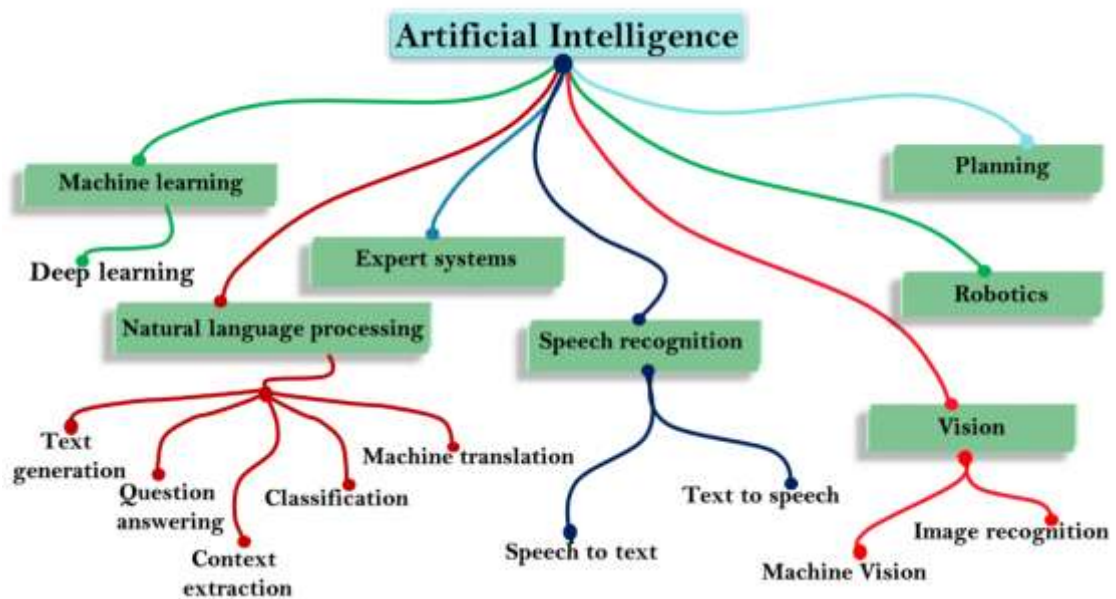 Artificial Intelligence
Machine learning
Planning
Deep learning
Expert systems
Robotics
Natural language processing
Speech recognition
Vision
Text
generation
Question
answering
Context
extraction
Classification
Machine translation
Speech to text
Text to speech
Machine Vision
Image recognition